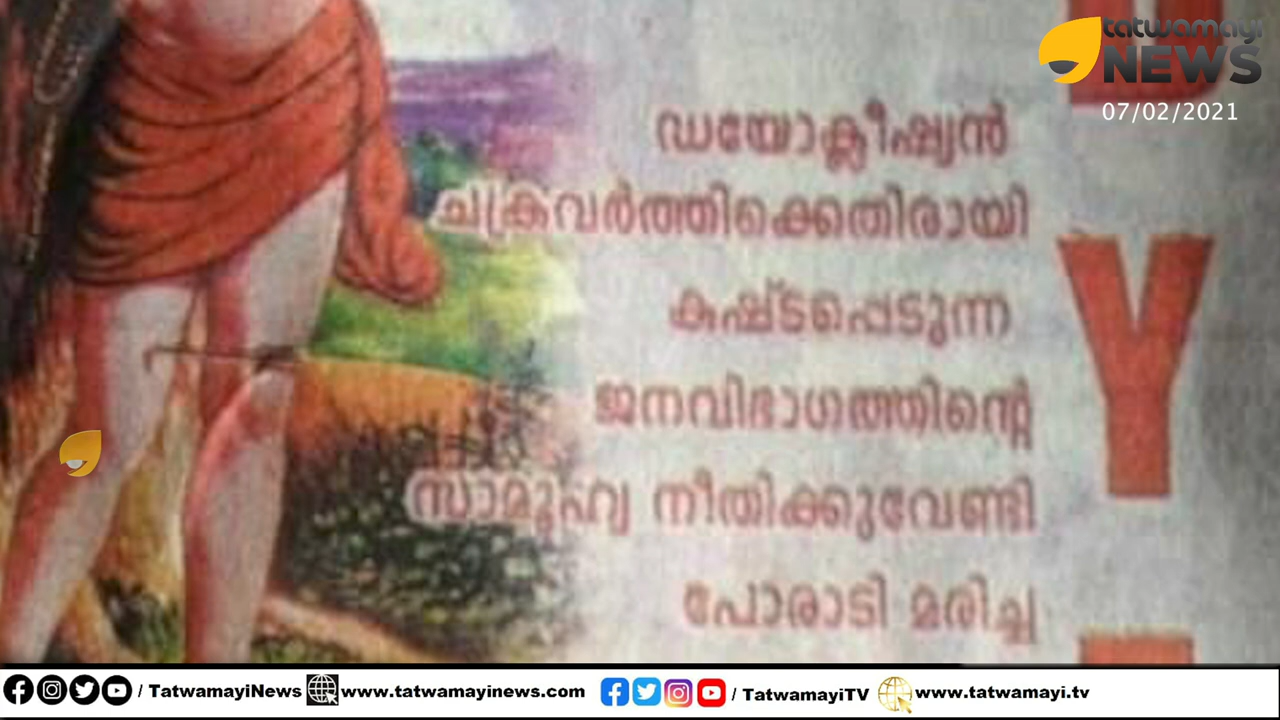 tatwamayi
NEWS
07/02/2021
ഡയോക്ലീഷ്യൻ
ചക്രവർത്തിക്കെതിരായി
കഷ്ടപ്പെടുന്ന
ജനവിഭാഗത്തിന്റെ
സാമൂഹ്യ നീതിക്കുവേണ്ടി
പോരാടി മരിച്ച
Y
/ TatwamayiNews www.tatwamayinews.com / TatwamayiTV www.tatwamayi.tv